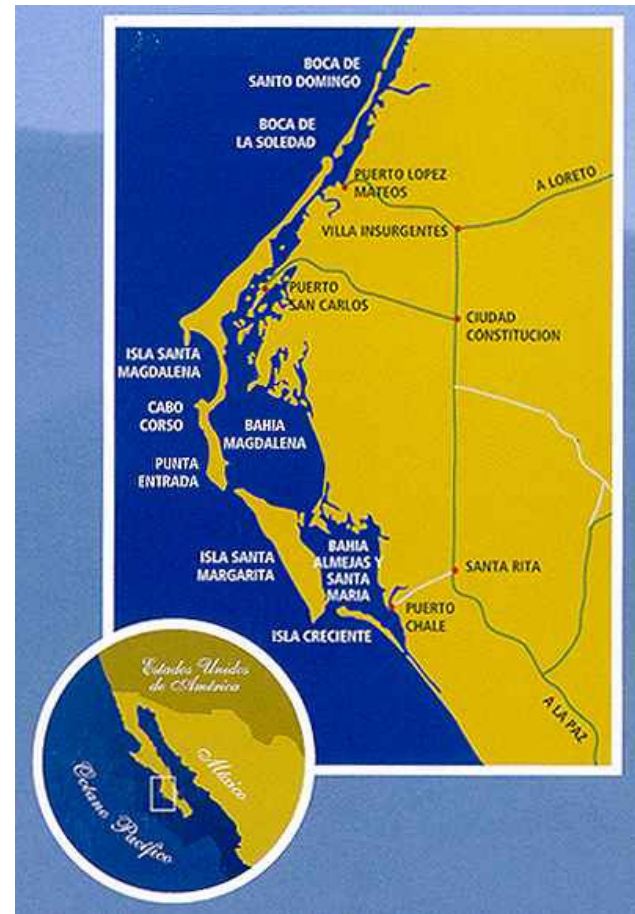 BOCA DE
SANTO DOMINGO
BOCA DE
LA SOLEDAD
PUERTO LOPEZ
MATEOS
A LORETO
VILLA INSURGENTES
PUERTO
SAN CARLOS
CIUDAD
CONSTITUCION
ISLA SANTA
MAGDALENA
CABO
CORSO
BAHIA
MAGDALENA
PUNTA
ENTRADA
BAHIA
ALMEJAS Y
SANTA
MARIA
ISLA SANTA
MARGARITA
SANTA RITA
PUERTO
CHALE
ISLA CRECIENTE
A LA PAZ
Estados Unidos
de América
México
Océano Pacífico